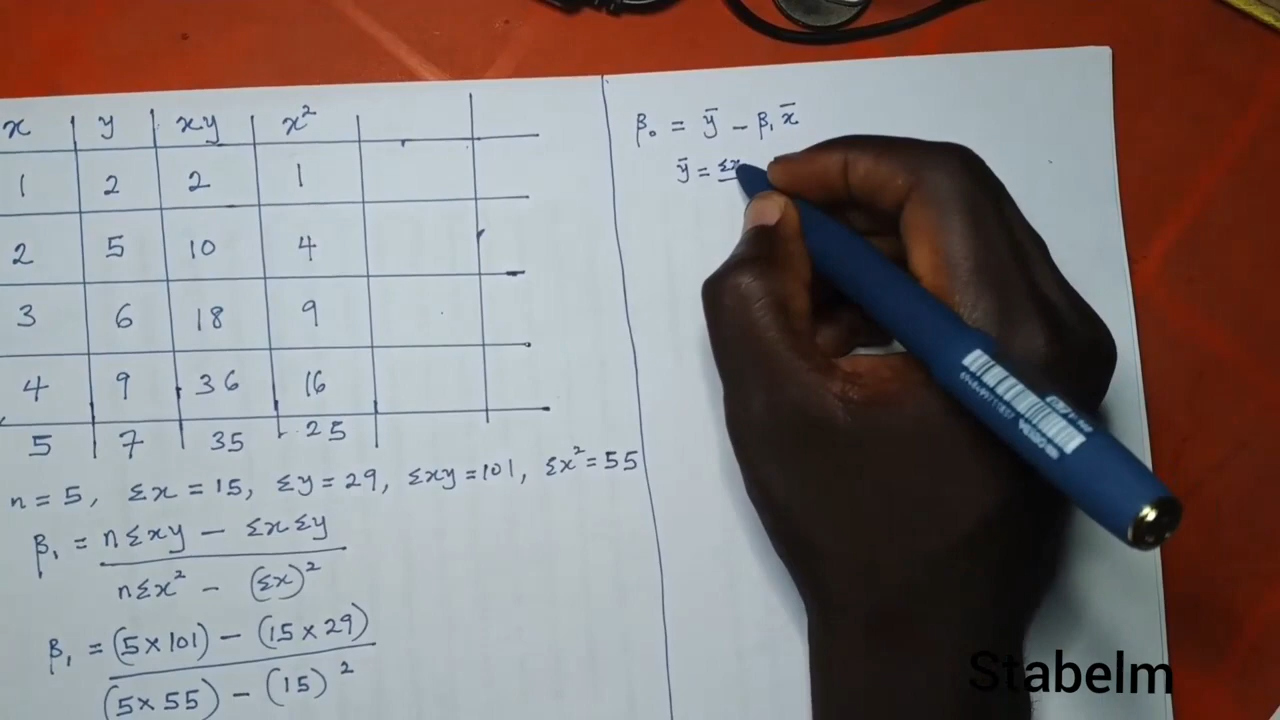 x y xy x²
1 2 2 1
2 5 10 4
3 6 18 9
4 9 36 16
5 7 35 25
n = 5, Σx = 15, Σy = 29, Σxy = 101, Σx² = 55
β₁ = nΣxy − ΣxΣy
nΣx² − (Σx)²
β₁ = (5×101) − (15×29)
(5×55) − (15)²
β₀ = ȳ − β₁x̄
ȳ = Σx
Stabelm